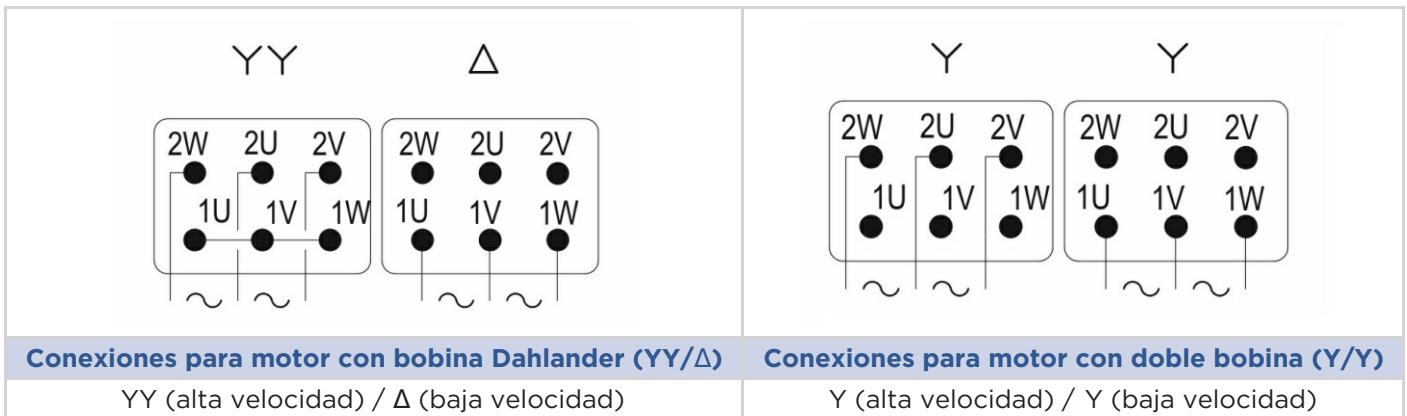 YY Δ
2W 2U 2V 2W 2U 2V
1U 1V 1W 1U 1V 1W
Conexiones para motor con bobina Dahlander (YY/Δ)
YY (alta velocidad) / Δ (baja velocidad)
Y Y
2W 2U 2V 2W 2U 2V
1U 1V 1W 1U 1V 1W
Conexiones para motor con doble bobina (Y/Y)
Y (alta velocidad) / Y (baja velocidad)